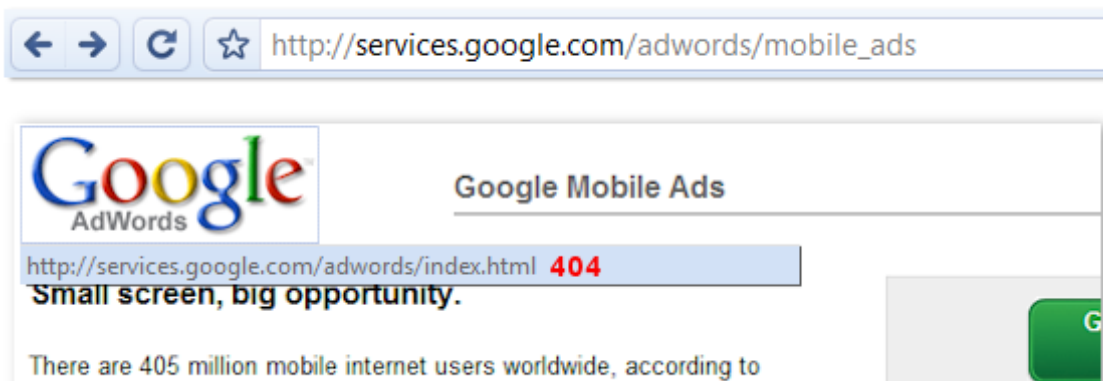 http://services.google.com/adwords/mobile_ads
Google™
AdWords
Google Mobile Ads
http://services.google.com/adwords/index.html 404
Small screen, big opportunity.
G
There are 405 million mobile internet users worldwide, according to